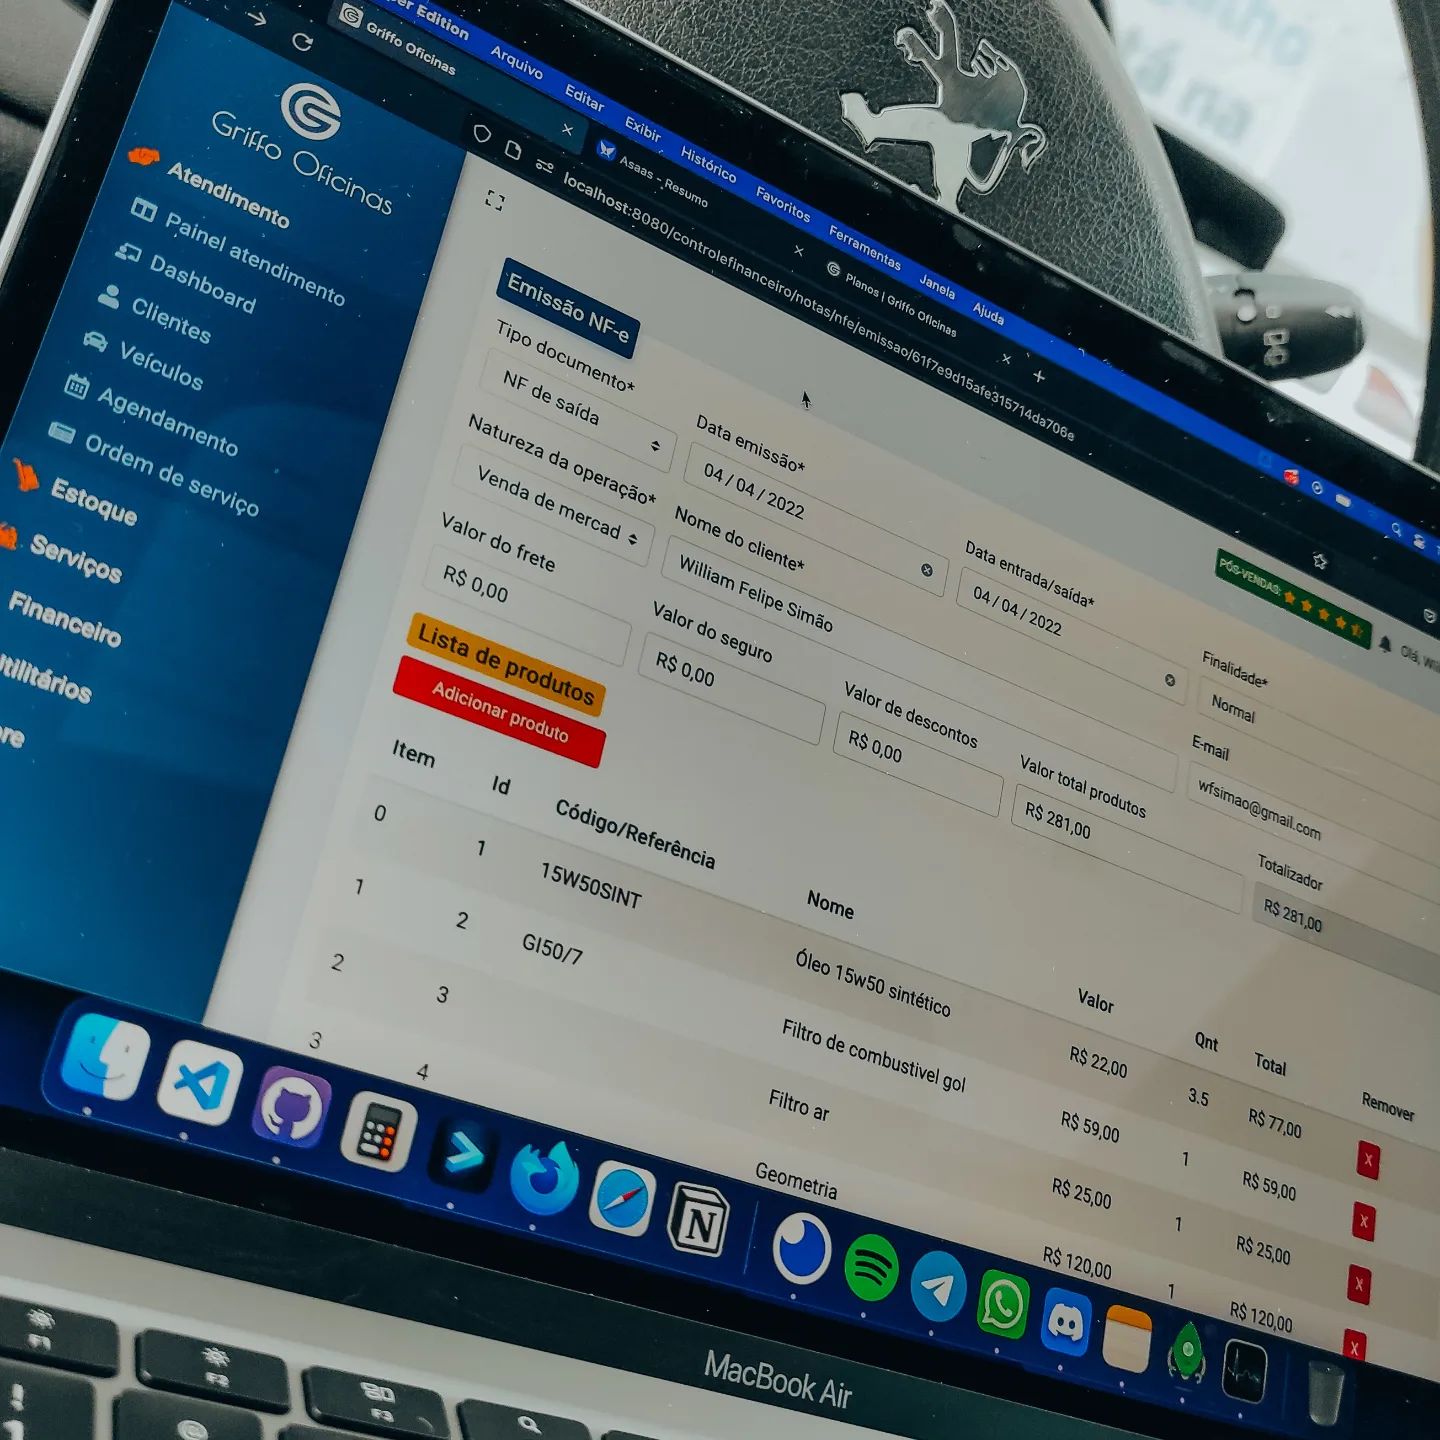 per Edition Arquivo Editar Exibir Histórico Favoritos Ferramentas Janela Ajuda
Griffo Oficinas
Asaas - Resumo
Planos | Griffo Oficinas
localhost:8080/controlefinanceiro/notas/nfe/emissao/61f7e9d15afe315714da706e
Griffo Oficinas
Atendimento
Painel atendimento
Dashboard
Clientes
Veículos
Agendamento
Ordem de serviço
Estoque
Serviços
Financeiro
tilitários
re
PÓS-VENDAS:
Olá,
Emissão NF-e
Tipo documento*
NF de saída
Data emissão*
04/04/2022
Data entrada/saída*
04/04/2022
Finalidade*
Normal
Natureza da operação*
Venda de mercad
Nome do cliente*
William Felipe Simão
E-mail
wfsimao@gmail.com
Valor do frete
R$ 0,00
Valor do seguro
R$ 0,00
Valor de descontos
R$ 0,00
Valor total produtos
R$ 281,00
Totalizador
R$ 281,00
Lista de produtos
Adicionar produto
Item Id Código/Referência Nome Valor Qnt Total Remover
0 1 15W50SINT Óleo 15w50 sintético R$ 22,00 3.5 R$ 77,00 X
1 2 GI50/7 Filtro de combustivel gol R$ 59,00 1 R$ 59,00 X
2 3 Filtro ar R$ 25,00 1 R$ 25,00 X
3 4 Geometria R$ 120,00 1 R$ 120,00 X
N
MacBook Air
F1
F2
F3